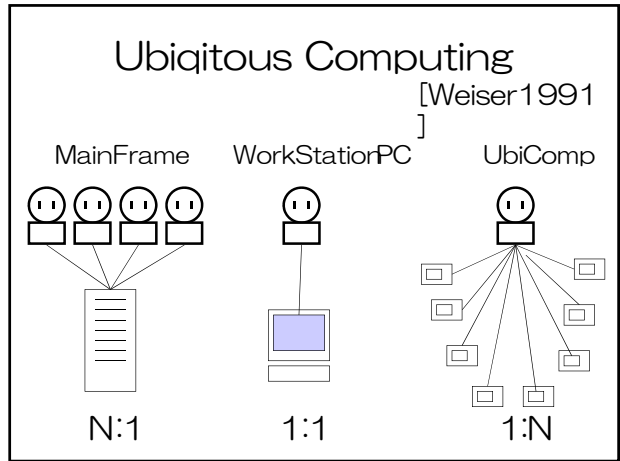 Ubiqitous Computing
[Weiser1991
]
MainFrame WorkStationPC UbiComp
N:1 1:1 1:N